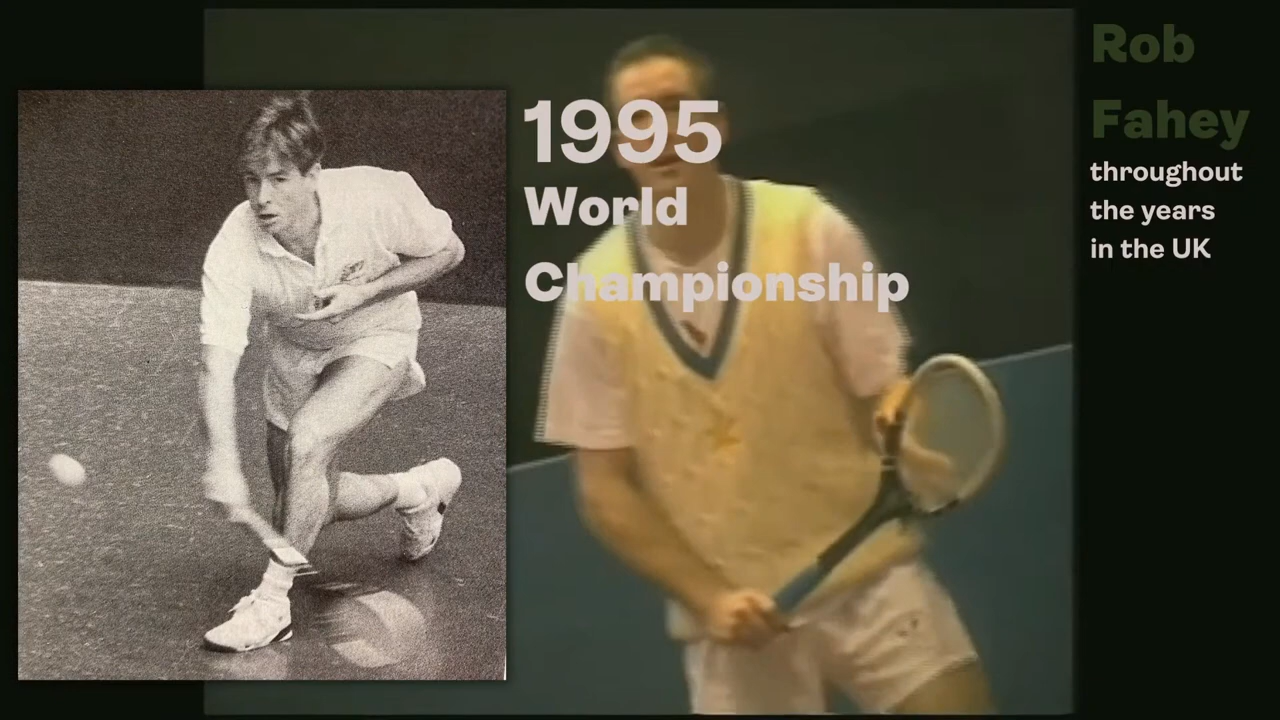 1995
World
Championship
Rob
Fahey
throughout
the years
in the UK